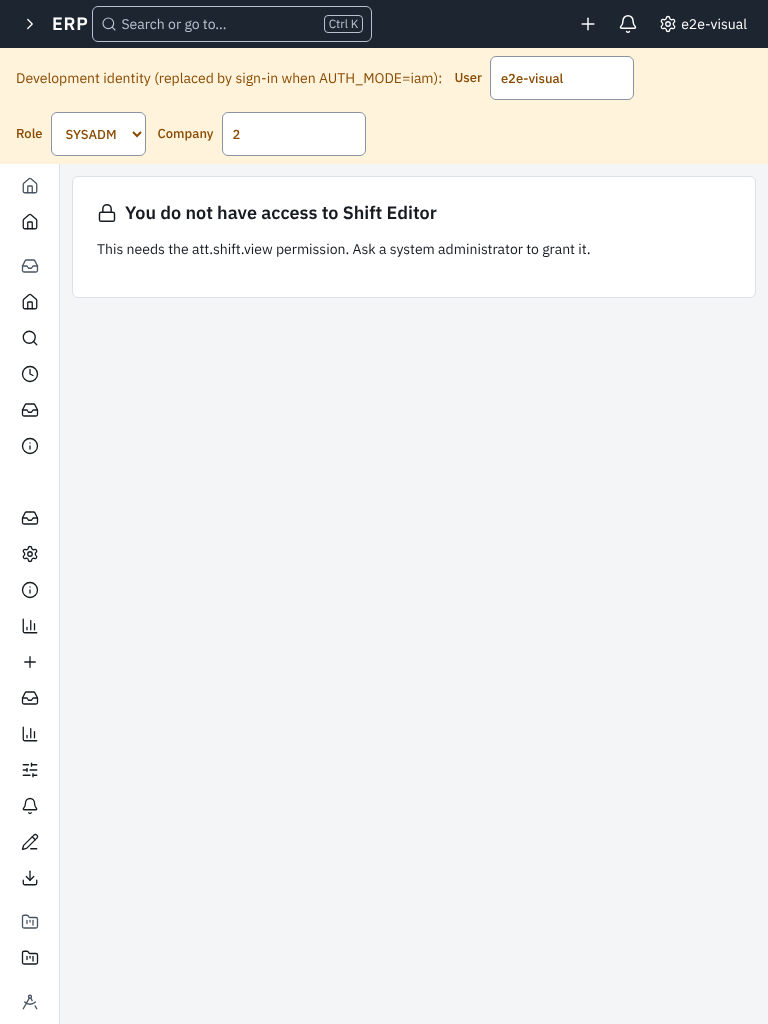 ERP
Search or go to...
Ctrl K
e2e-visual
Development identity (replaced by sign-in when AUTH_MODE=iam):
User
e2e-visual
Role
SYSADM
Company
2
You do not have access to Shift Editor
This needs the att.shift.view permission. Ask a system administrator to grant it.